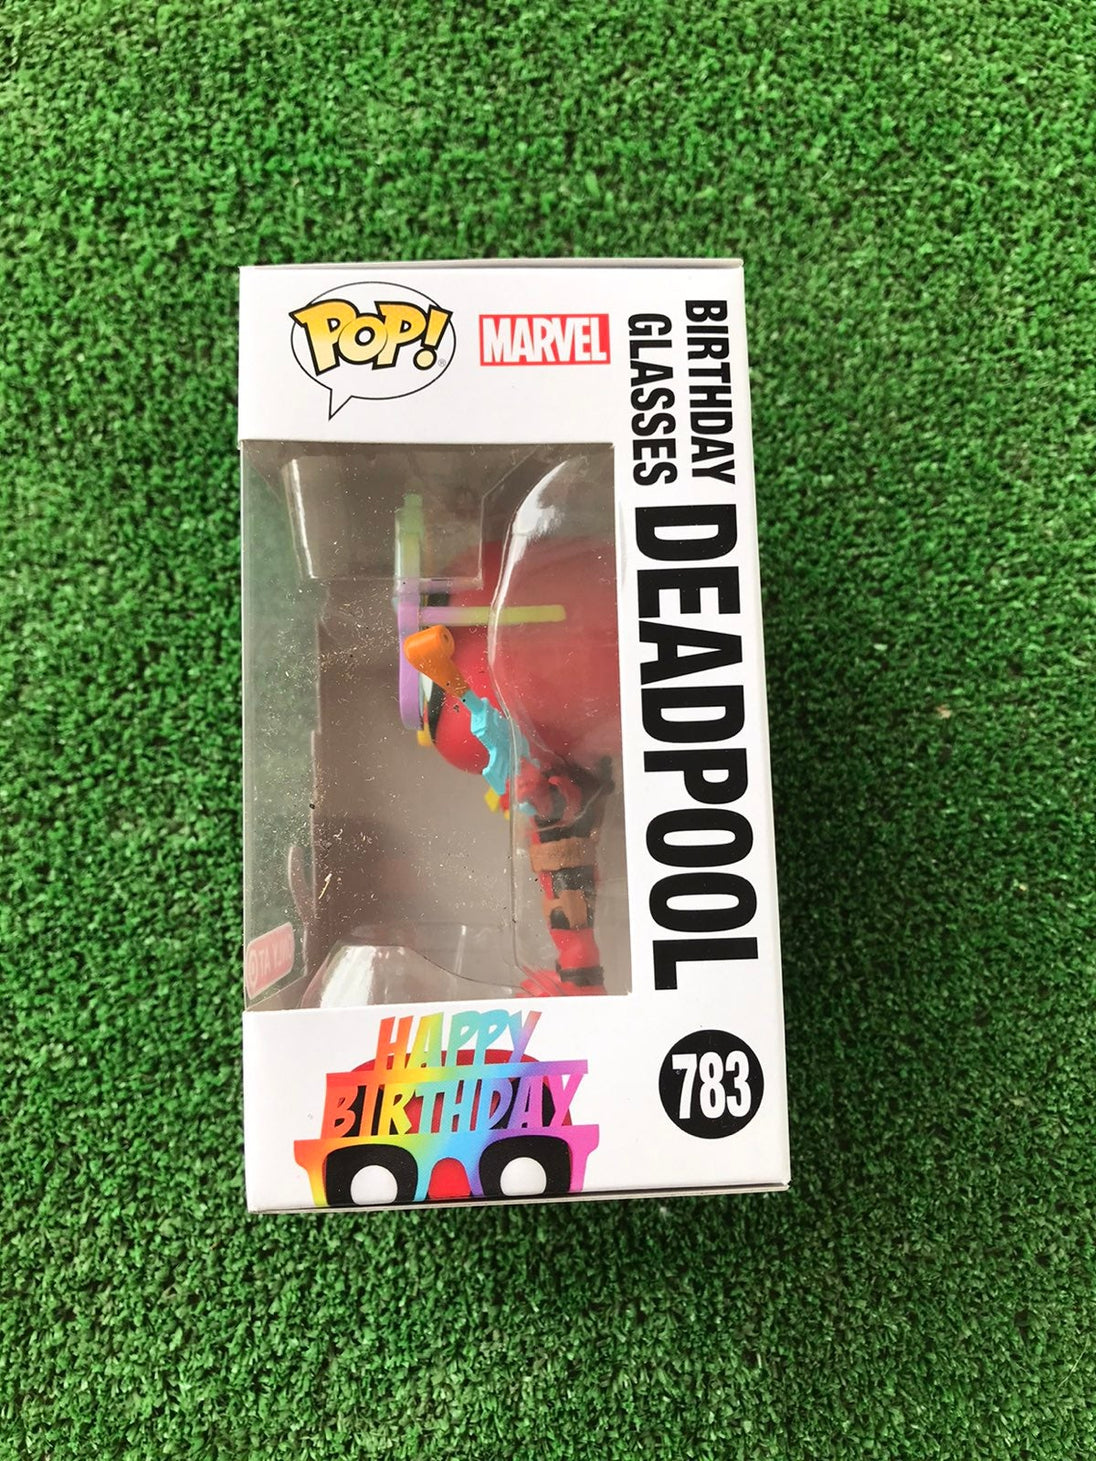 POP!
MARVEL
BIRTHDAY
GLASSES
DEADPOOL
783
HAPPY
BIRTHDAY